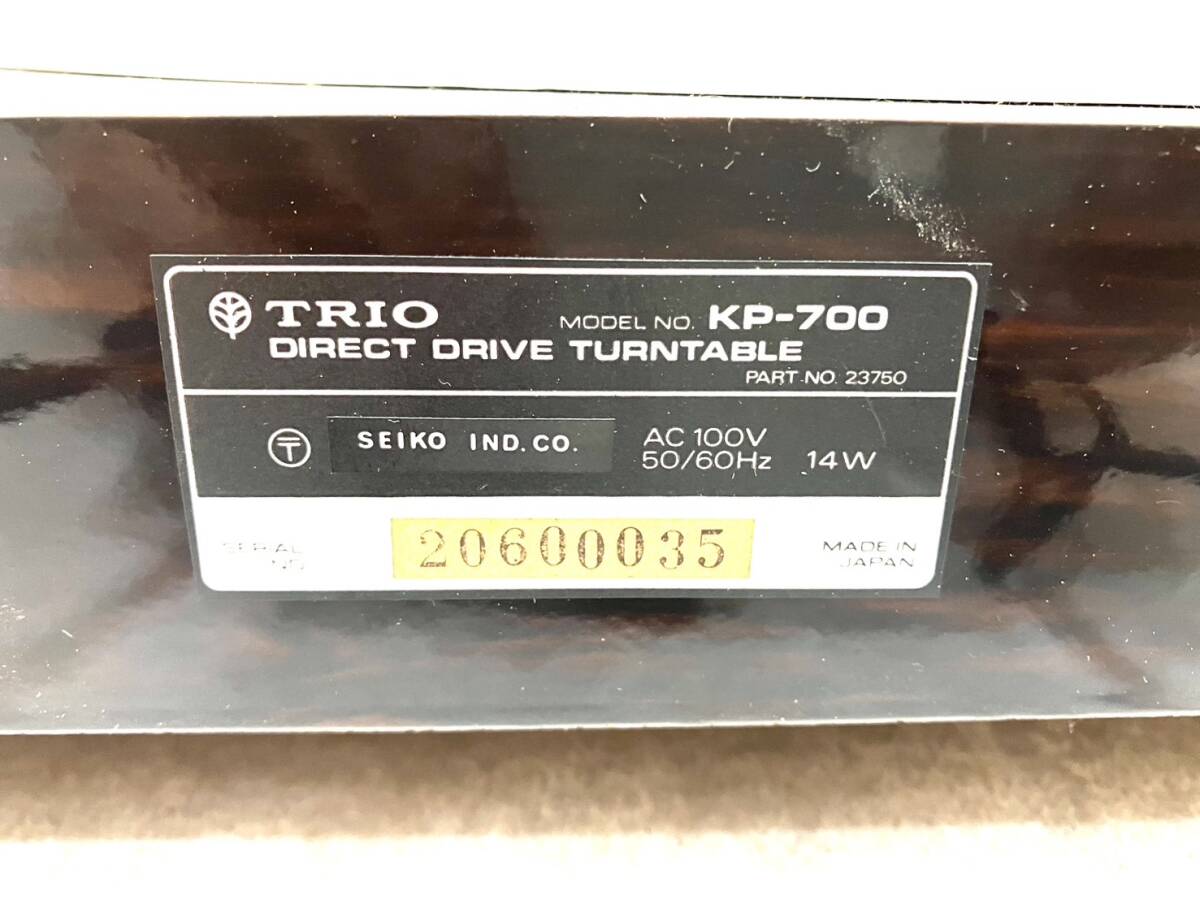 TRIO MODEL NO. KP-700
DIRECT DRIVE TURNTABLE
PART NO. 23750
〒 SEIKO IND. CO. AC 100V
50/60Hz 14W
SERIAL NO 20600035 MADE IN
JAPAN